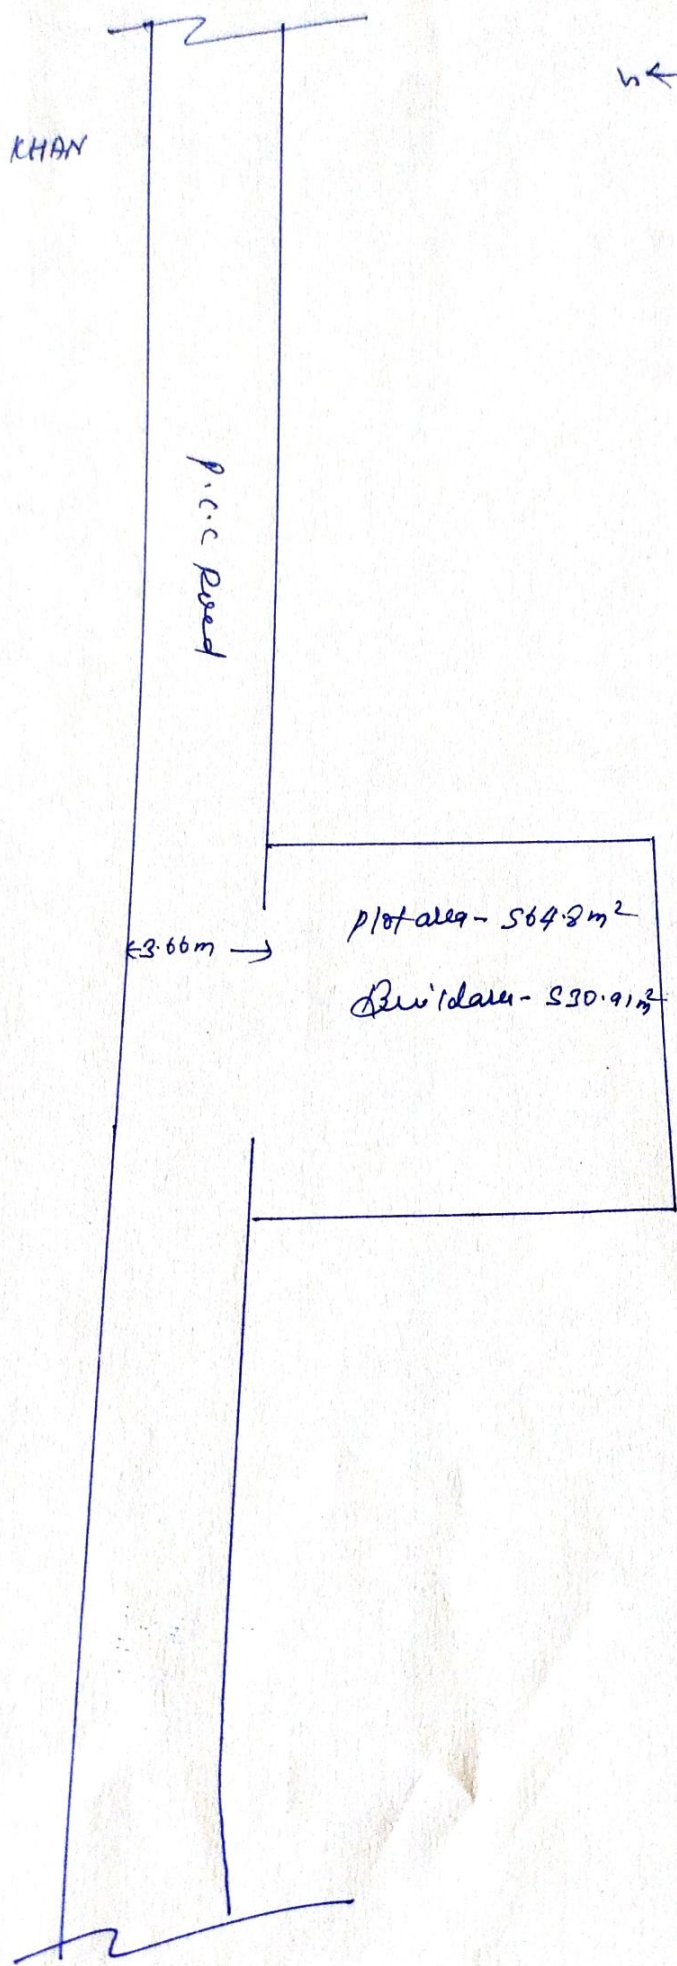 KHAN
P.C.C Road
3.66m
Plot area - 564.8m²
Build area - 530.91m²